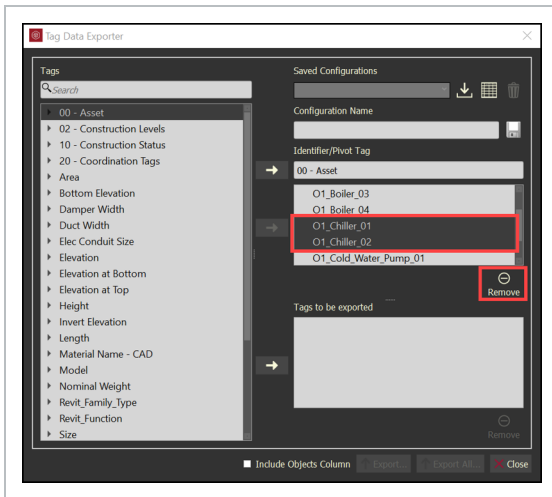 Tag Data Exporter
Tags
Search
00 - Asset
02 - Construction Levels
10 - Construction Status
20 - Coordination Tags
Area
Bottom Elevation
Damper Width
Duct Width
Elec Conduit Size
Elevation
Elevation at Bottom
Elevation at Top
Height
Invert Elevation
Length
Material Name - CAD
Model
Nominal Weight
Revit_Family_Type
Revit_Function
Size
Saved Configurations
Configuration Name
Identifier/Pivot Tag
00 - Asset
O1_Boiler_03
O1_Boiler_04
O1_Chiller_01
O1_Chiller_02
O1_Cold_Water_Pump_01
Remove
Tags to be exported
Remove
Include Objects Column
Export...
Export All...
Close